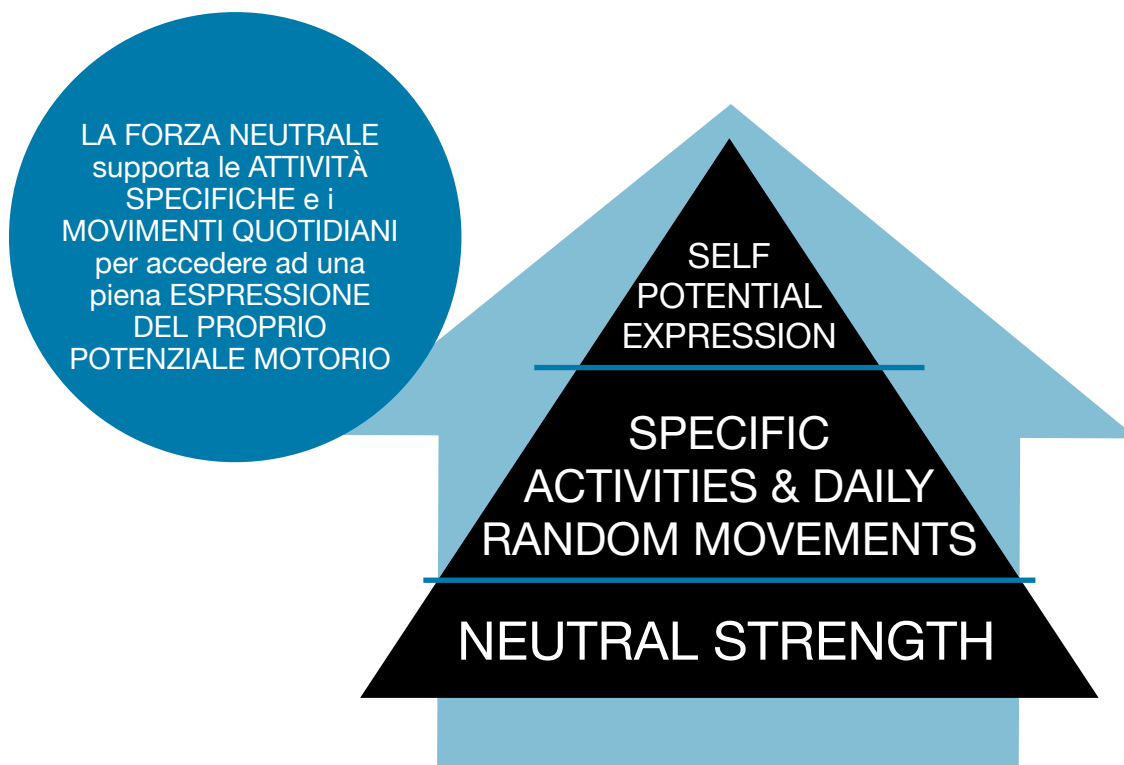 LA FORZA NEUTRALE
supporta le ATTIVITÀ
SPECIFICHE e i
MOVIMENTI QUOTIDIANI
per accedere ad una
piena ESPRESSIONE
DEL PROPRIO
POTENZIALE MOTORIO
SELF
POTENTIAL
EXPRESSION
SPECIFIC
ACTIVITIES & DAILY
RANDOM MOVEMENTS
NEUTRAL STRENGTH